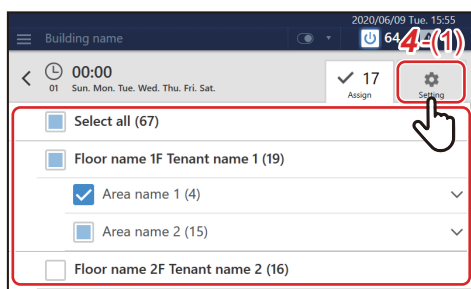 2020/06/09 Tue. 15:55
Building name
64
4-(1)
00:00
01 Sun. Mon. Tue. Wed. Thu. Fri. Sat.
17
Assign
Setting
Select all (67)
Floor name 1F Tenant name 1 (19)
Area name 1 (4)
Area name 2 (15)
Floor name 2F Tenant name 2 (16)